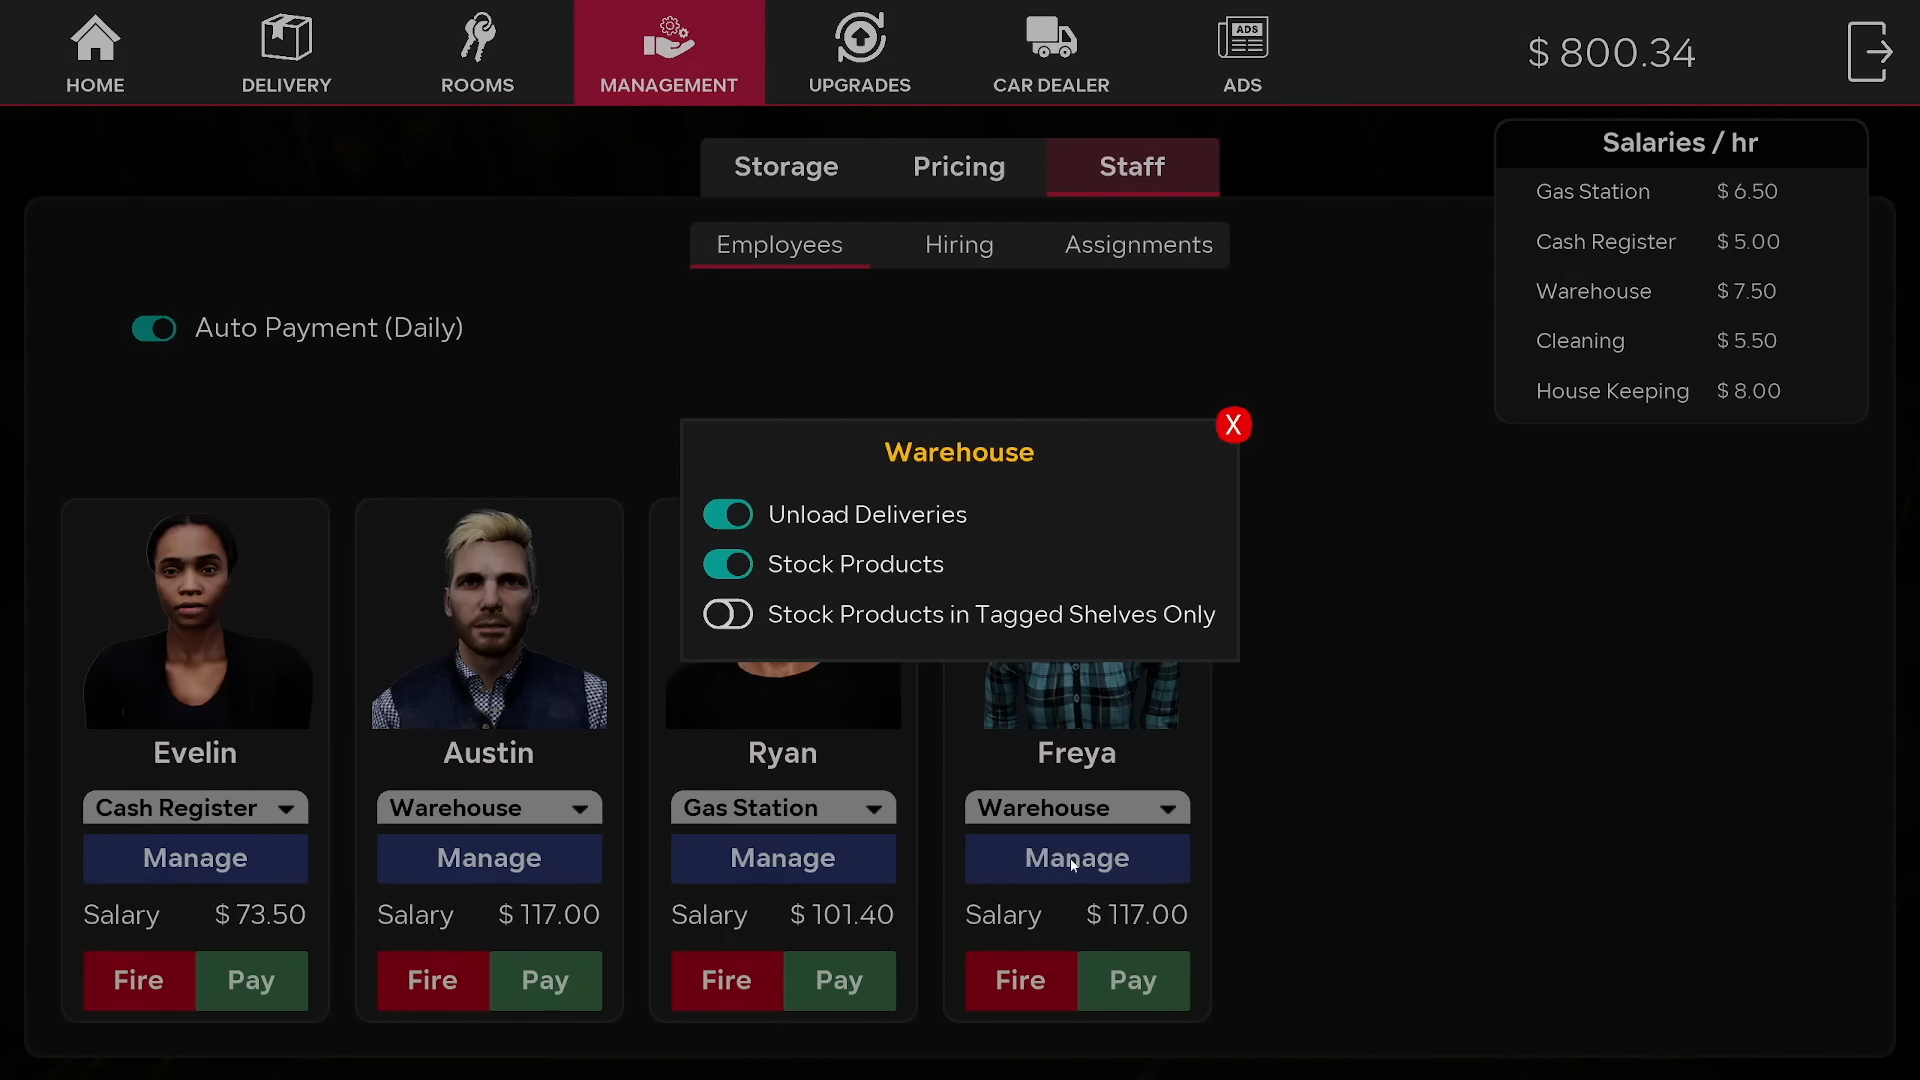 HOME
DELIVERY
ROOMS
MANAGEMENT
UPGRADES
CAR DEALER
ADS
ADS
$ 800.34
Storage
Pricing
Staff
Salaries / hr
Gas Station $ 6.50
Cash Register $ 5.00
Warehouse $ 7.50
Cleaning $ 5.50
House Keeping $ 8.00
Employees
Hiring
Assignments
Auto Payment (Daily)
X
Warehouse
Unload Deliveries
Stock Products
Stock Products in Tagged Shelves Only
Evelin
Cash Register
Manage
Salary $ 73.50
Fire Pay
Austin
Warehouse
Manage
Salary $ 117.00
Fire Pay
Ryan
Gas Station
Manage
Salary $ 101.40
Fire Pay
Freya
Warehouse
Manage
Salary $ 117.00
Fire Pay